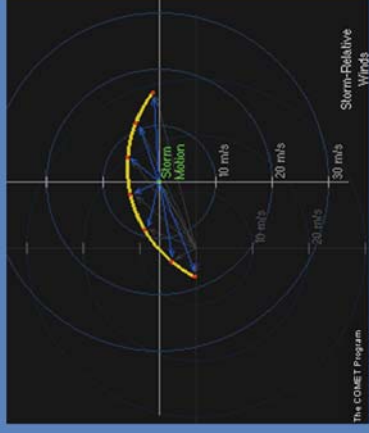 Storm
Motion
10 m/s
20 m/s
30 m/s
10 m/s
20 m/s
Storm-Relative
Winds
The COMET Program